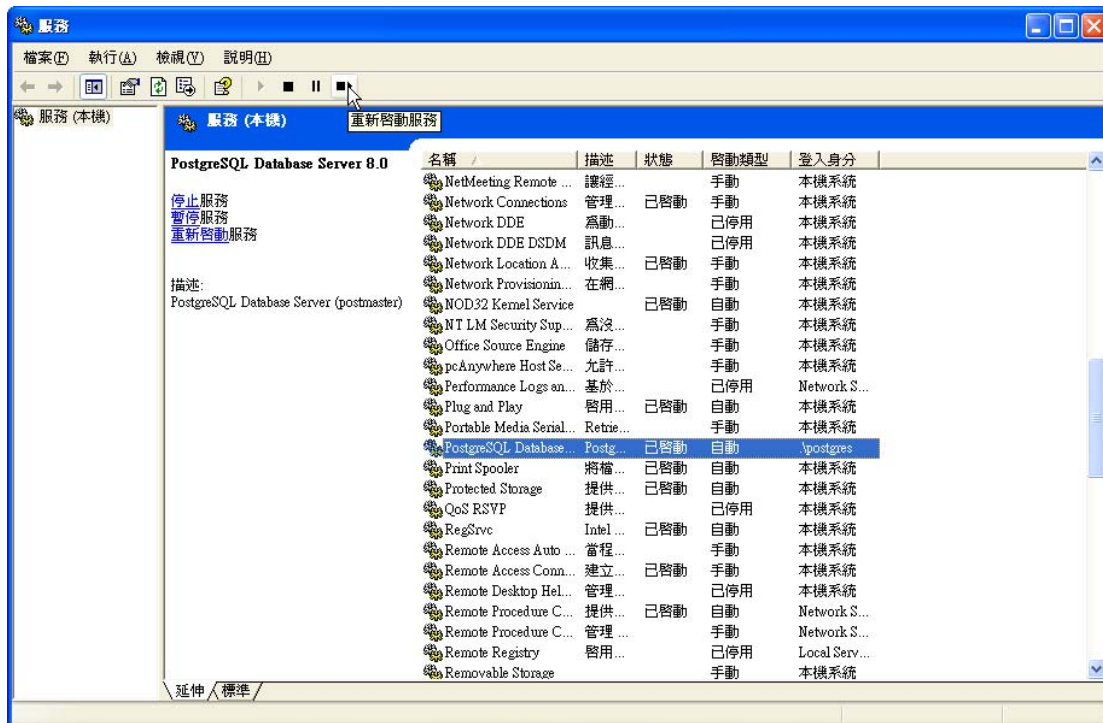 服務
檔案(F) 執行(A) 檢視(V) 說明(H)
服務 (本機)
服務 (本機)
重新啓動服務
PostgreSQL Database Server 8.0
停止服務
暫停服務
重新啓動服務
描述:
PostgreSQL Database Server (postmaster)
名稱 描述 狀態 啓動類型 登入身分
NetMeeting Remote ... 讓經... 手動 本機系統
Network Connections 管理... 已啓動 手動 本機系統
Network DDE 爲動... 已停用 本機系統
Network DDE DSDM 訊息... 已停用 本機系統
Network Location A... 收集... 已啓動 手動 本機系統
Network Provisionin... 在網... 手動 本機系統
NOD32 Kernel Service 已啓動 自動 本機系統
NT LM Security Sup... 爲沒... 手動 本機系統
Office Source Engine 儲存... 手動 本機系統
pcAnywhere Host Se... 允許... 手動 本機系統
Performance Logs an... 基於... 已停用 Network S...
Plug and Play 啓用... 已啓動 自動 本機系統
Portable Media Serial... Retrie... 手動 本機系統
PostgreSQL Database... Postg... 已啓動 自動 .\postgres
Print Spooler 將檔... 已啓動 自動 本機系統
Protected Storage 提供... 已啓動 自動 本機系統
QoS RSVP 提供... 已停用 本機系統
RegSrvc Intel ... 已啓動 自動 本機系統
Remote Access Auto ... 當程... 手動 本機系統
Remote Access Conn... 建立... 已啓動 手動 本機系統
Remote Desktop Hel... 管理... 已停用 本機系統
Remote Procedure C... 提供... 已啓動 自動 Network S...
Remote Procedure C... 管理 ... 手動 Network S...
Remote Registry 啓用... 已停用 Local Serv...
Removable Storage 手動 本機系統
延伸 標準